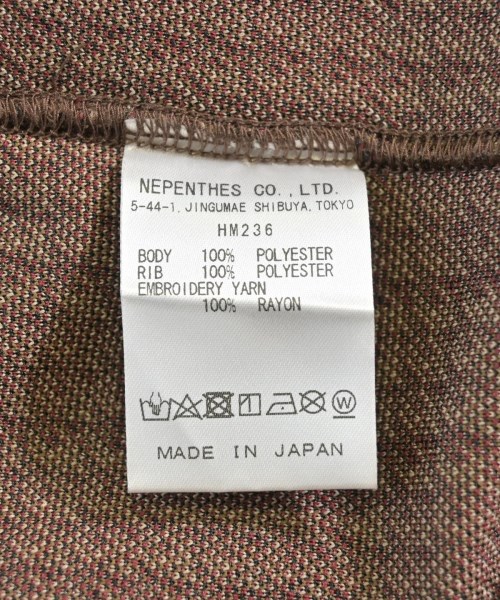 NEPENTHES CO., LTD.
5-44-1, JINGUMAE SHIBUYA, TOKYO
HM236
BODY 100% POLYESTER
RIB 100% POLYESTER
EMBROIDERY YARN
100% RAYON
W
MADE IN JAPAN